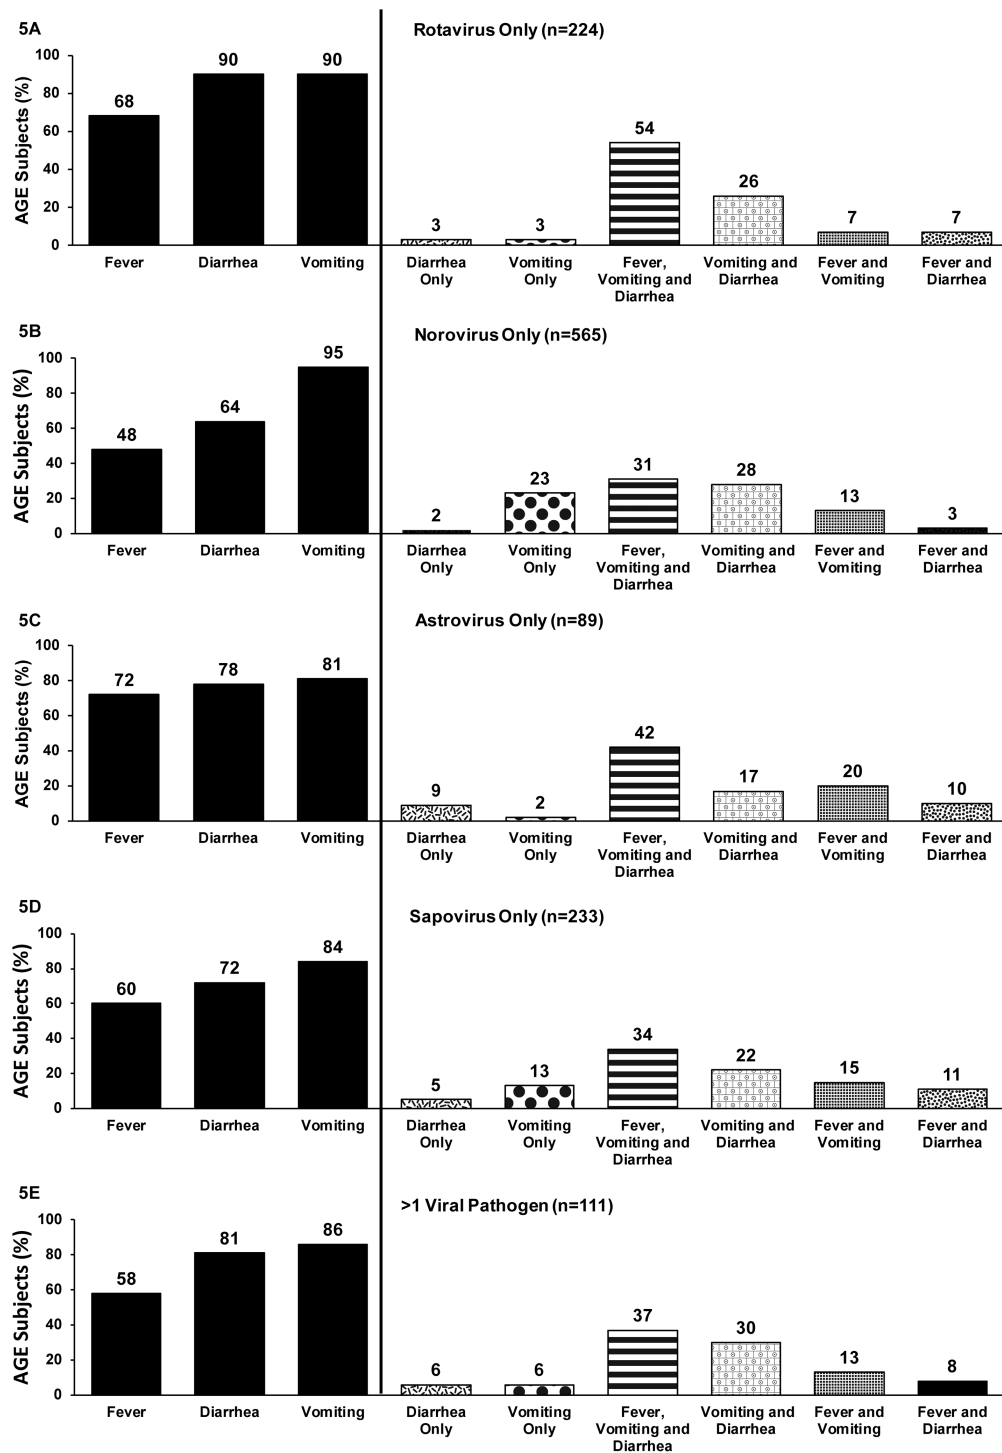 5A
Rotavirus Only (n=224)
AGE Subjects (%)
100
80
60
40
20
0
68
90
90
Fever
Diarrhea
Vomiting
3
3
54
26
7
7
Diarrhea
Only
Vomiting
Only
Fever,
Vomiting and
Diarrhea
Vomiting and
Diarrhea
Fever and
Vomiting
Fever and
Diarrhea
5B
Norovirus Only (n=565)
AGE Subjects (%)
100
80
60
40
20
0
48
64
95
Fever
Diarrhea
Vomiting
2
23
31
28
13
3
Diarrhea
Only
Vomiting
Only
Fever,
Vomiting and
Diarrhea
Vomiting and
Diarrhea
Fever and
Vomiting
Fever and
Diarrhea
5C
Astrovirus Only (n=89)
AGE Subjects (%)
100
80
60
40
20
0
72
78
81
Fever
Diarrhea
Vomiting
9
2
42
17
20
10
Diarrhea
Only
Vomiting
Only
Fever,
Vomiting and
Diarrhea
Vomiting and
Diarrhea
Fever and
Vomiting
Fever and
Diarrhea
5D
Sapovirus Only (n=233)
AGE Subjects (%)
100
80
60
40
20
0
60
72
84
Fever
Diarrhea
Vomiting
5
13
34
22
15
11
Diarrhea
Only
Vomiting
Only
Fever,
Vomiting and
Diarrhea
Vomiting and
Diarrhea
Fever and
Vomiting
Fever and
Diarrhea
5E
>1 Viral Pathogen (n=111)
AGE Subjects (%)
100
80
60
40
20
0
58
81
86
Fever
Diarrhea
Vomiting
6
6
37
30
13
8
Diarrhea
Only
Vomiting
Only
Fever,
Vomiting and
Diarrhea
Vomiting and
Diarrhea
Fever and
Vomiting
Fever and
Diarrhea